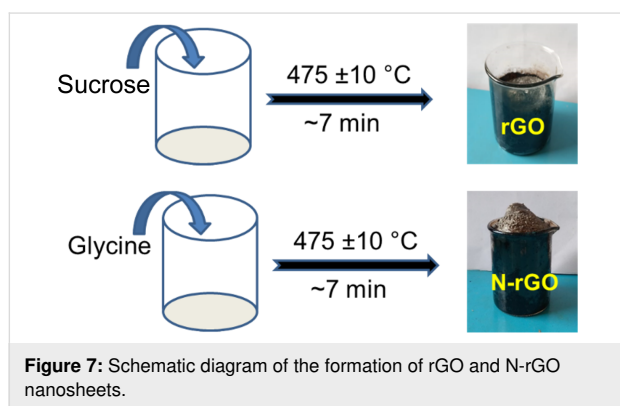 Sucrose
475 ±10 °C
~7 min
rGO
Glycine
475 ±10 °C
~7 min
N-rGO
Figure 7: Schematic diagram of the formation of rGO and N-rGO
nanosheets.